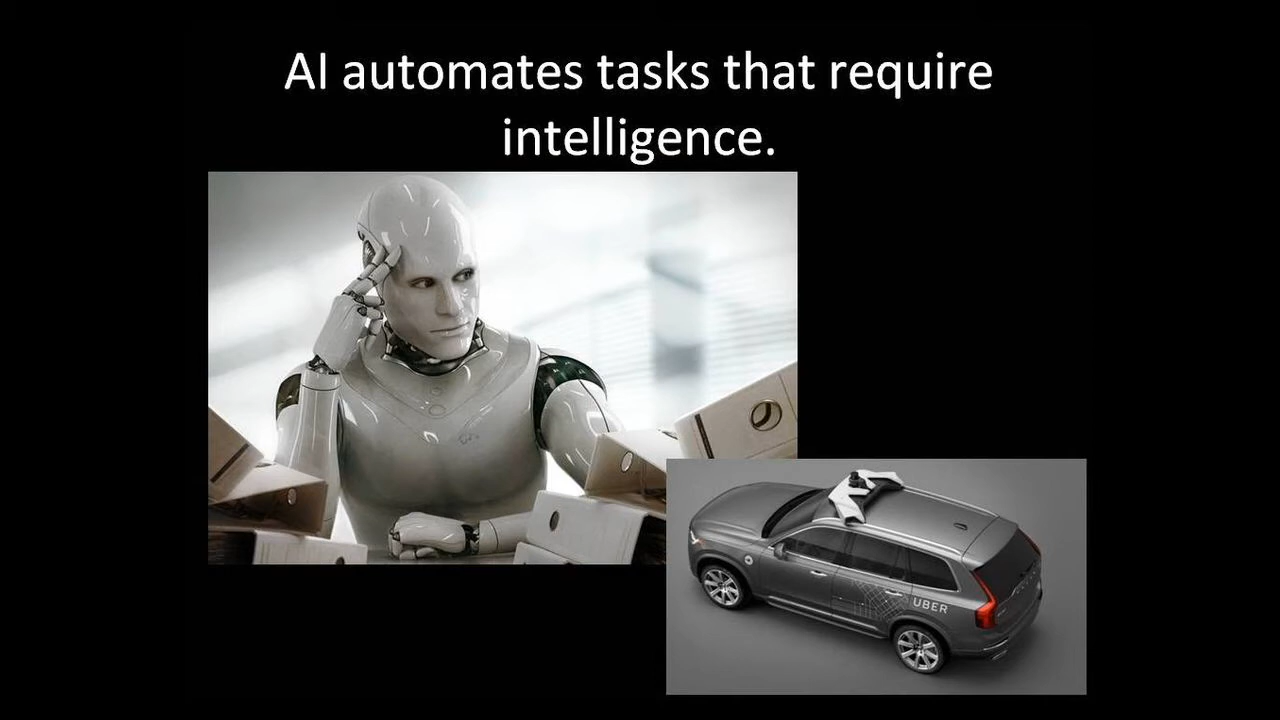 AI automates tasks that require
intelligence.
UBER